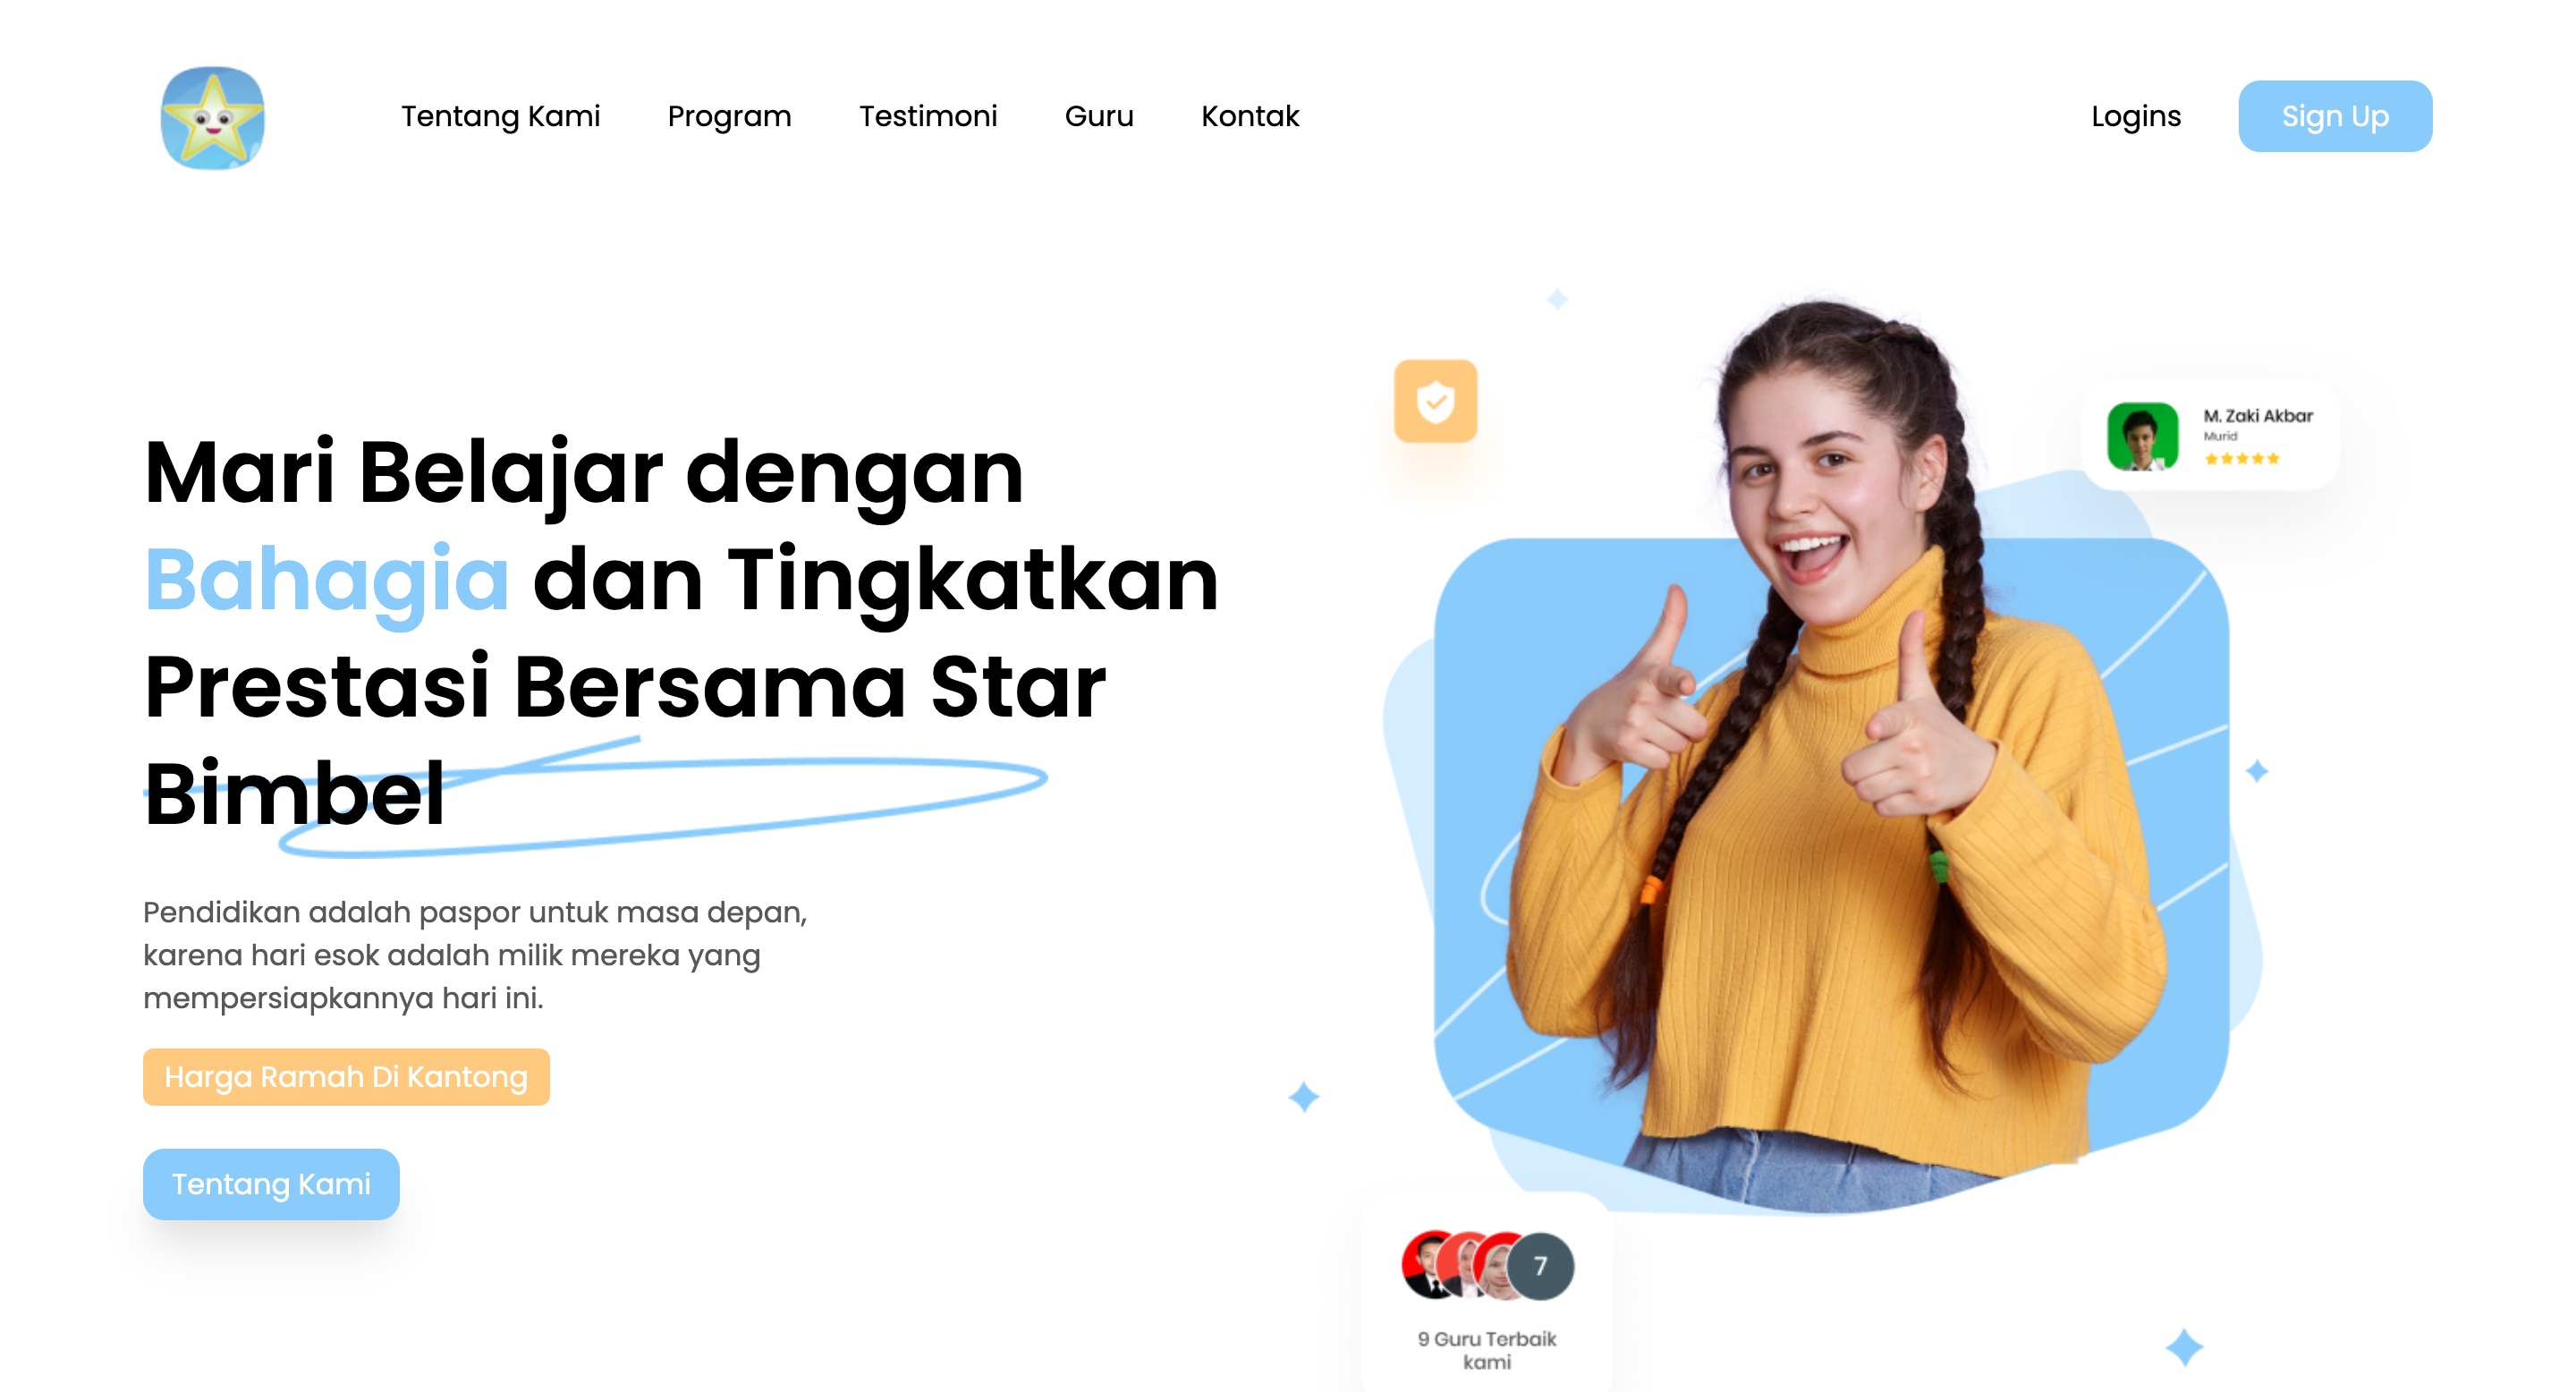 Tentang Kami
Program
Testimoni
Guru
Kontak
Logins
Sign Up
Mari Belajar dengan
Bahagia dan Tingkatkan
Prestasi Bersama Star
Bimbel
Pendidikan adalah paspor untuk masa depan,
karena hari esok adalah milik mereka yang
mempersiapkannya hari ini.
Harga Ramah Di Kantong
Tentang Kami
M. Zaki Akbar
Murid
7
9 Guru Terbaik
kami